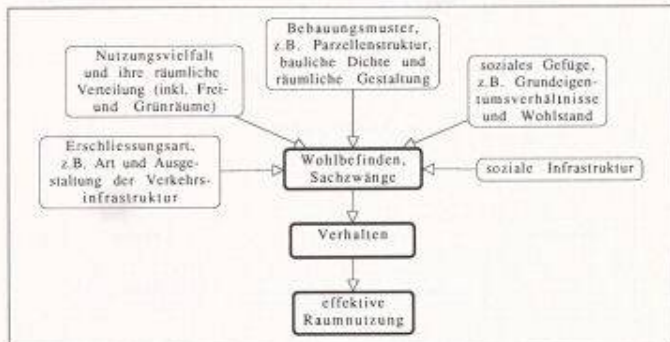 Bebauungsmuster,
z.B. Parzellenstruktur,
bauliche Dichte und
räumliche Gestaltung
Nutzungsvielfalt
und ihre räumliche
Verteilung (inkl. Frei-
und Grünräume)
soziales Gefüge,
z.B. Grundeigen-
tumsverhältnisse
und Wohlstand
Erschliessungsart,
z.B. Art und Ausge-
staltung der Verkehrs-
infrastruktur
Wohlbefinden,
Sachzwänge
soziale Infrastruktur
Verhalten
effektive
Raumnutzung